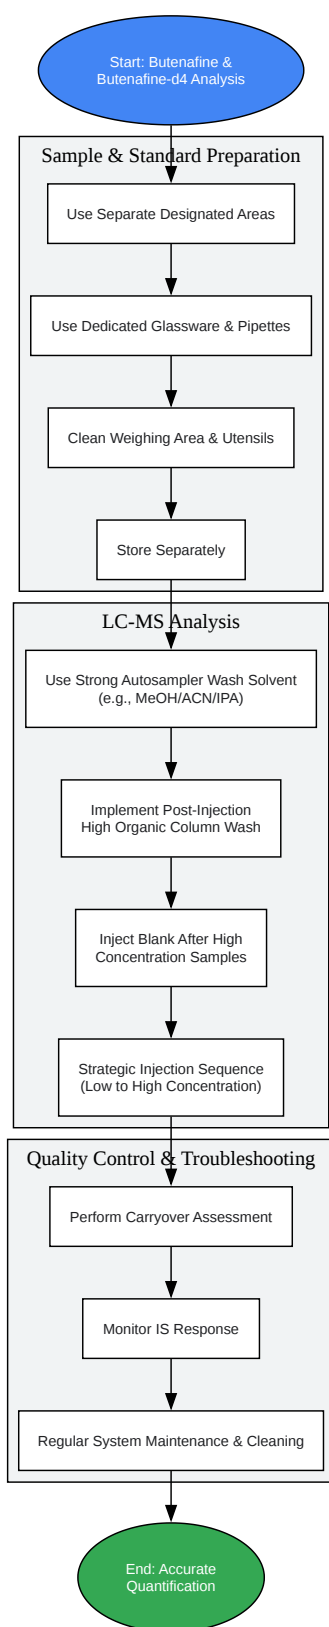 Start: Butenafine &
Butenafine-d4 Analysis
Sample & Standard Preparation
Use Separate Designated Areas
Use Dedicated Glassware & Pipettes
Clean Weighing Area & Utensils
Store Separately
LC-MS Analysis
Use Strong Autosampler Wash Solvent
(e.g., MeOH/ACN/IPA)
Implement Post-Injection
High Organic Column Wash
Inject Blank After High
Concentration Samples
Strategic Injection Sequence
(Low to High Concentration)
Quality Control & Troubleshooting
Perform Carryover Assessment
Monitor IS Response
Regular System Maintenance & Cleaning
End: Accurate
Quantification